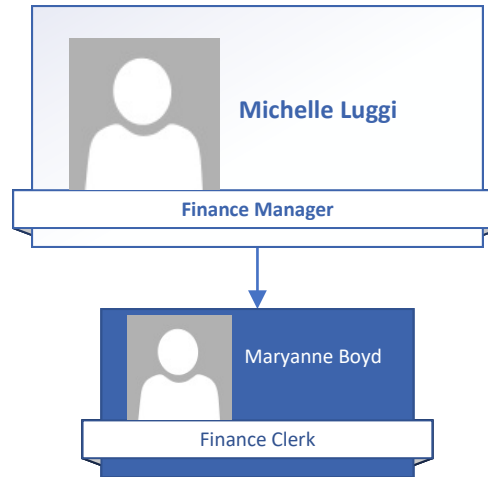 Michelle Luggi
Finance Manager
Maryanne Boyd
Finance Clerk